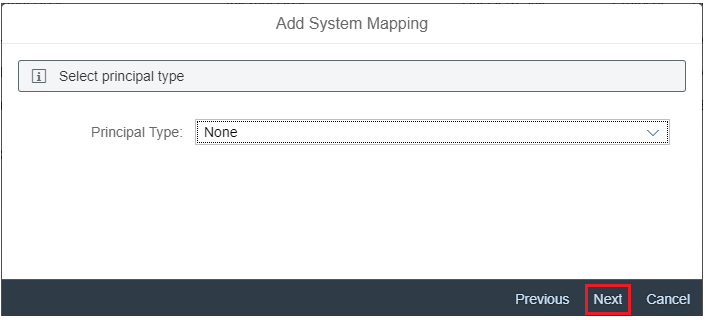 Add System Mapping
Select principal type
Principal Type: None
Previous Next Cancel